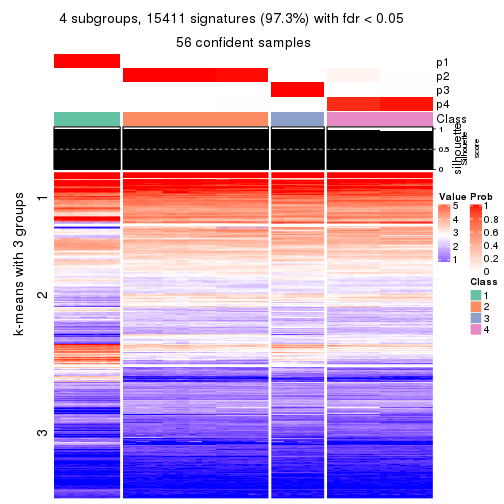 4 subgroups, 15411 signatures (97.3%) with fdr < 0.05
56 confident samples
p1
p2
p3
p4
Class
1
0.5
0
silhouette
Silhouette
score
k-means with 3 groups
1
2
3
Value
5
4
3
2
1
Prob
1
0.8
0.6
0.4
0.2
0
Class
1
2
3
4